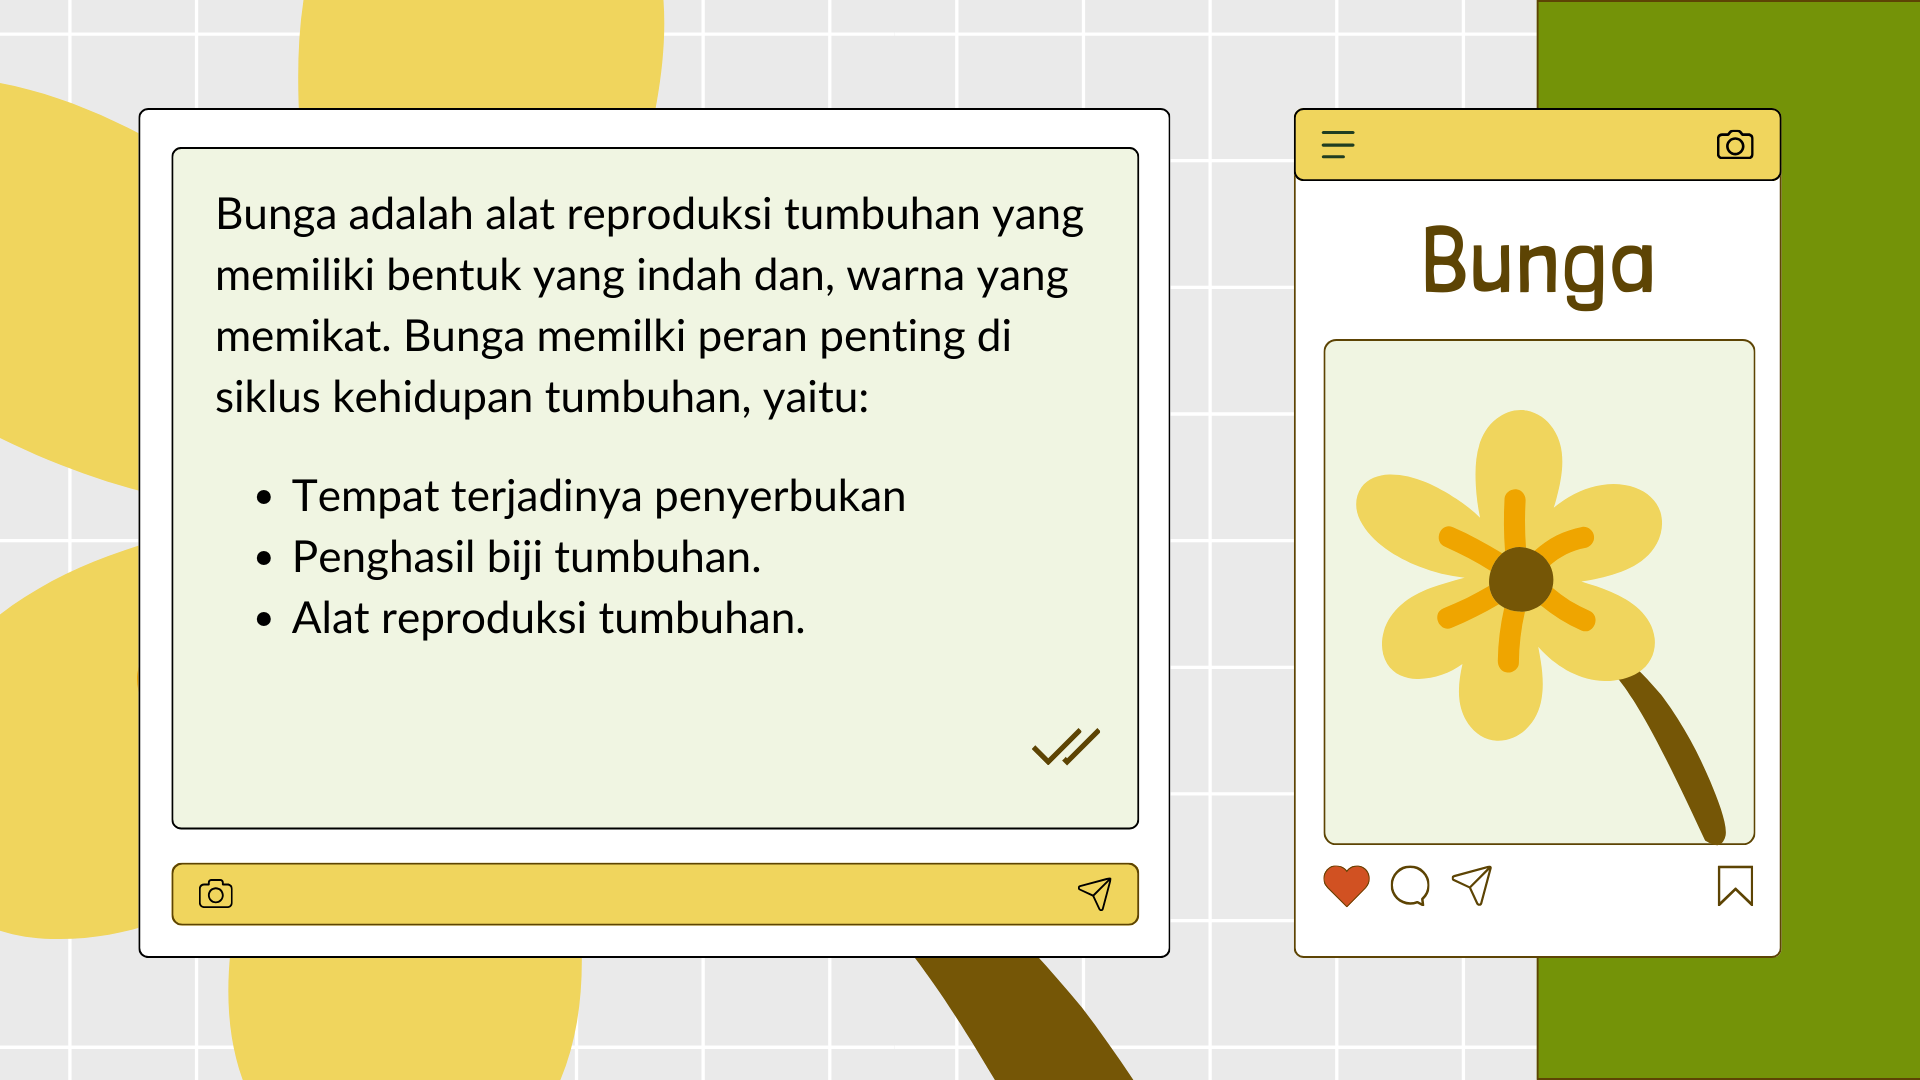 Bunga adalah alat reproduksi tumbuhan yang
memiliki bentuk yang indah dan, warna yang
memikat. Bunga memilki peran penting di
siklus kehidupan tumbuhan, yaitu:
• Tempat terjadinya penyerbukan
• Penghasil biji tumbuhan.
• Alat reproduksi tumbuhan.
Bunga